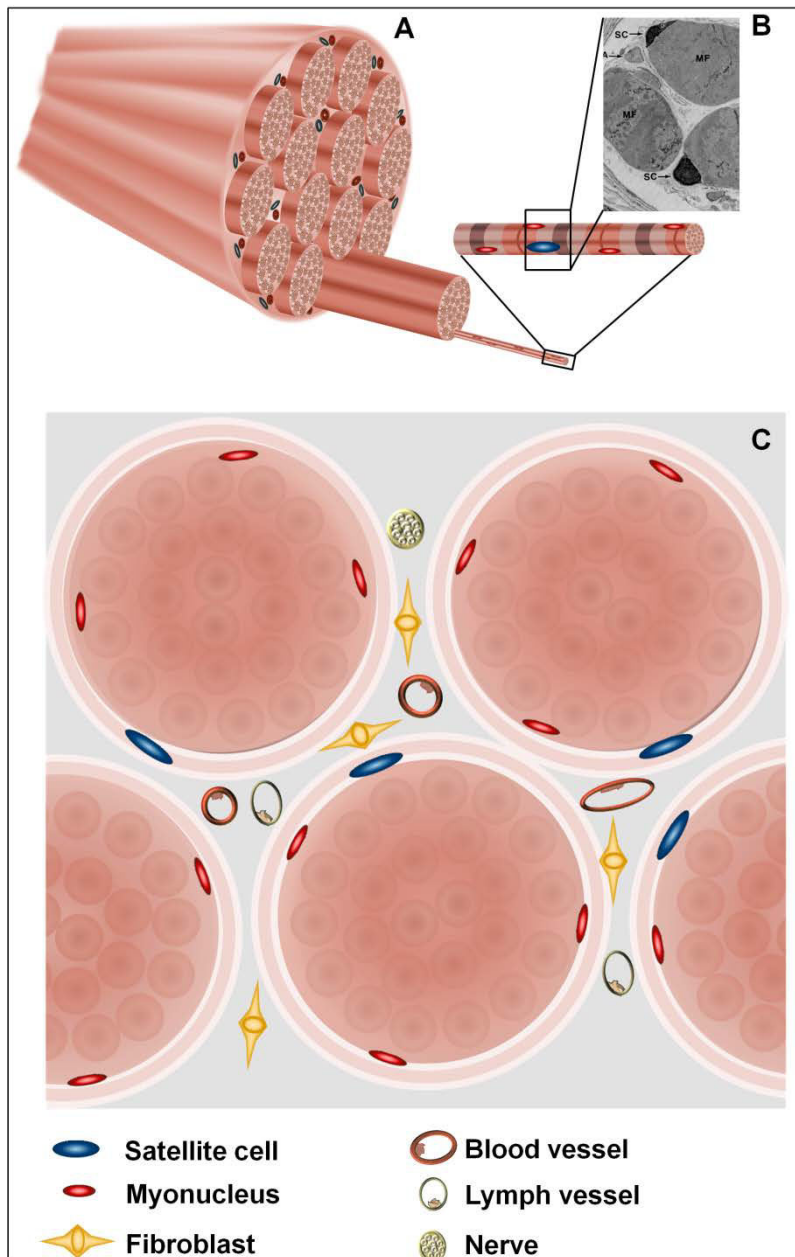 A
B
SC
A
MF
MF
SC
C
Satellite cell
Blood vessel
Myonucleus
Lymph vessel
Fibroblast
Nerve